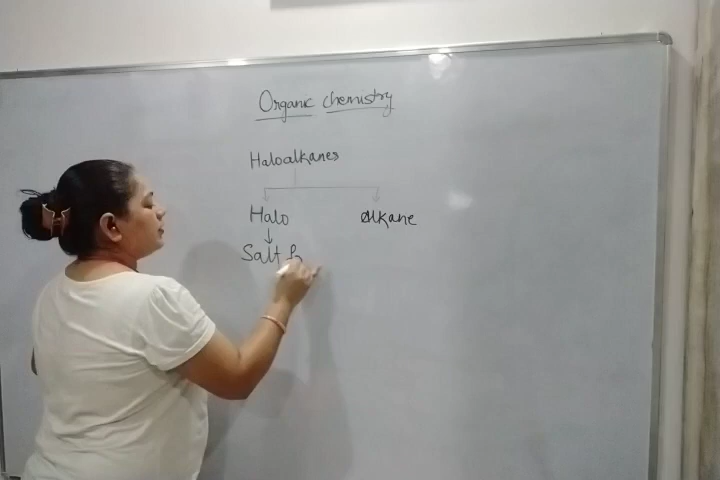 Organic chemistry
Haloalkanes
Halo alkane
Salt